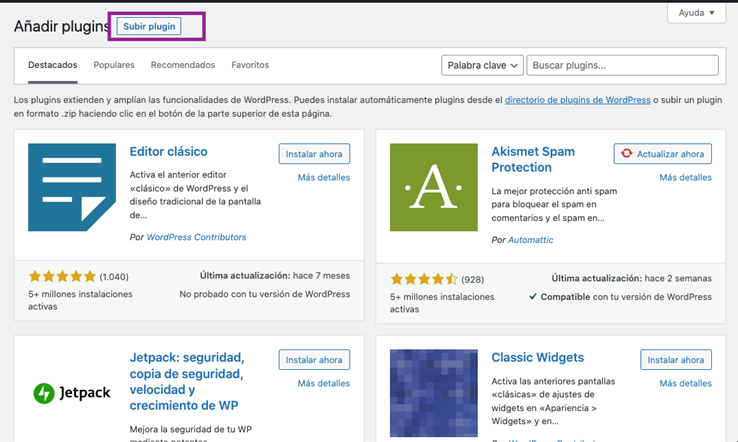 Añadir plugins
Subir plugin
Ayuda ▼
Destacados Populares Recomendados Favoritos
Palabra clave
Buscar plugins...
Los plugins extienden y amplían las funcionalidades de WordPress. Puedes instalar automáticamente plugins desde el directorio de plugins de WordPress o subir un plugin
en formato .zip haciendo clic en el botón de la parte superior de esta página.
Editor clásico
Instalar ahora
Más detalles
Activa el anterior editor
«clásico» de WordPress y el
diseño tradicional de la pantalla
de...
Por WordPress Contributors
(1.040)
5+ millones instalaciones
activas
Última actualización: hace 7 meses
No probado con tu versión de WordPress
A
Akismet Spam
Protection
Actualizar ahora
Más detalles
La mejor protección anti spam
para bloquear el spam en
comentarios y el spam en...
Por Automattic
(928)
5+ millones instalaciones
activas
Última actualización: hace 2 semanas
✓ Compatible con tu versión de WordPress
Jetpack
Jetpack: seguridad,
copia de seguridad,
velocidad y
crecimiento de WP
Instalar ahora
Más detalles
Mejora la seguridad de tu WP
Classic Widgets
Instalar ahora
Más detalles
Activa las anteriores pantallas
«clásicas» de ajustes de
widgets en «Apariencia >
Widgets» y en...